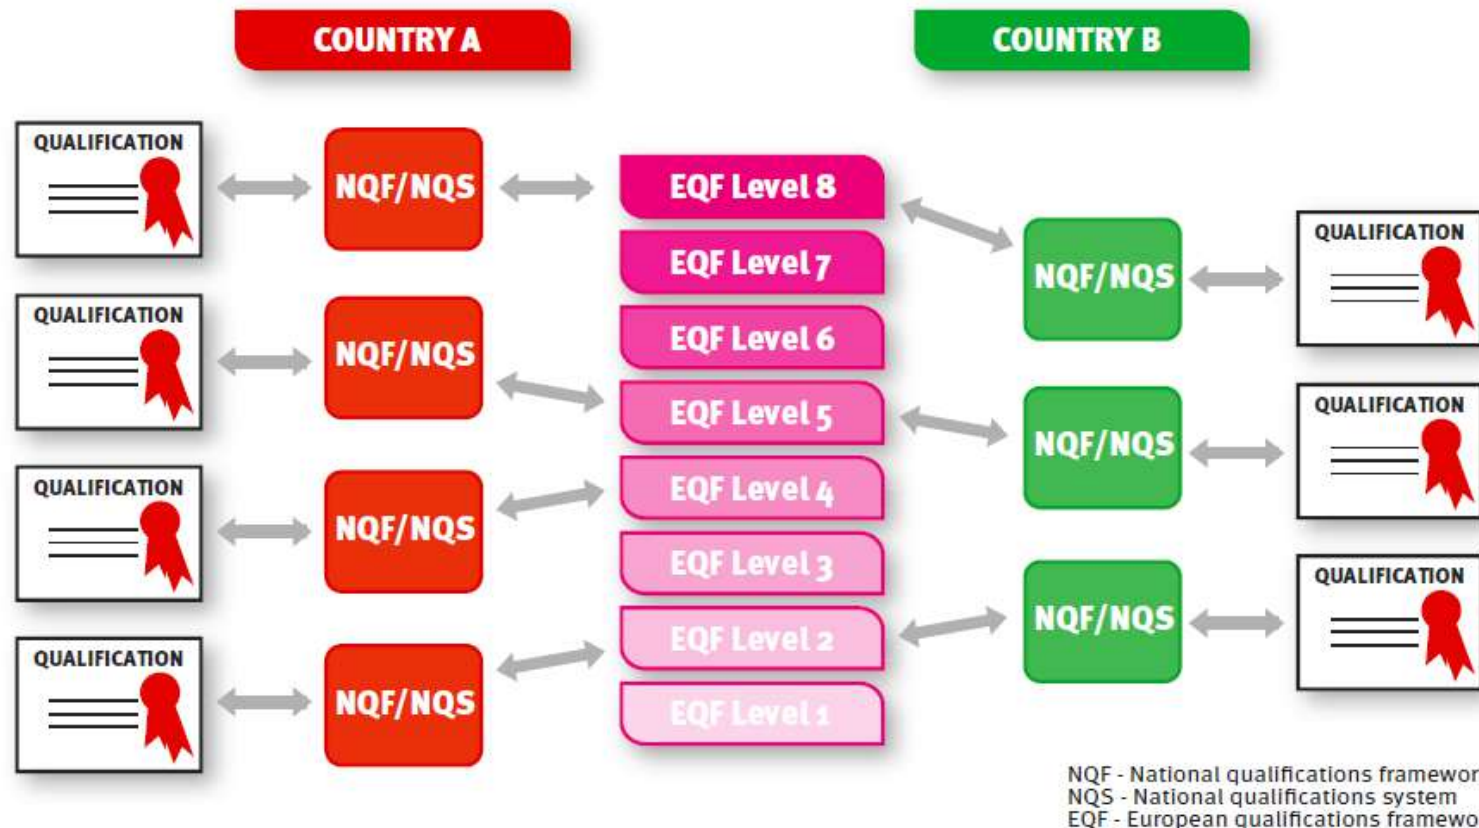 COUNTRY A
COUNTRY B
QUALIFICATION
NQF/NQS
EQF Level 8
EQF Level 7
QUALIFICATION
NQF/NQS
QUALIFICATION
NQF/NQS
EQF Level 6
EQF Level 5
QUALIFICATION
NQF/NQS
QUALIFICATION
NQF/NQS
EQF Level 4
EQF Level 3
QUALIFICATION
NQF/NQS
QUALIFICATION
NQF/NQS
EQF Level 2
EQF Level 1
NQF - National qualifications framewor
NQS - National qualifications system
EQF - European qualifications framewo